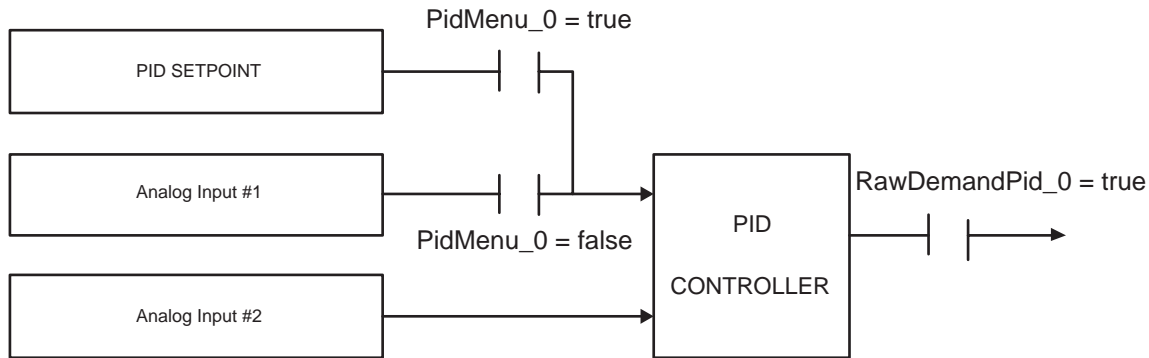 PidMenu_0 = true
PID SETPOINT
Analog Input #1
PidMenu_0 = false
Analog Input #2
PID
CONTROLLER
RawDemandPid_0 = true